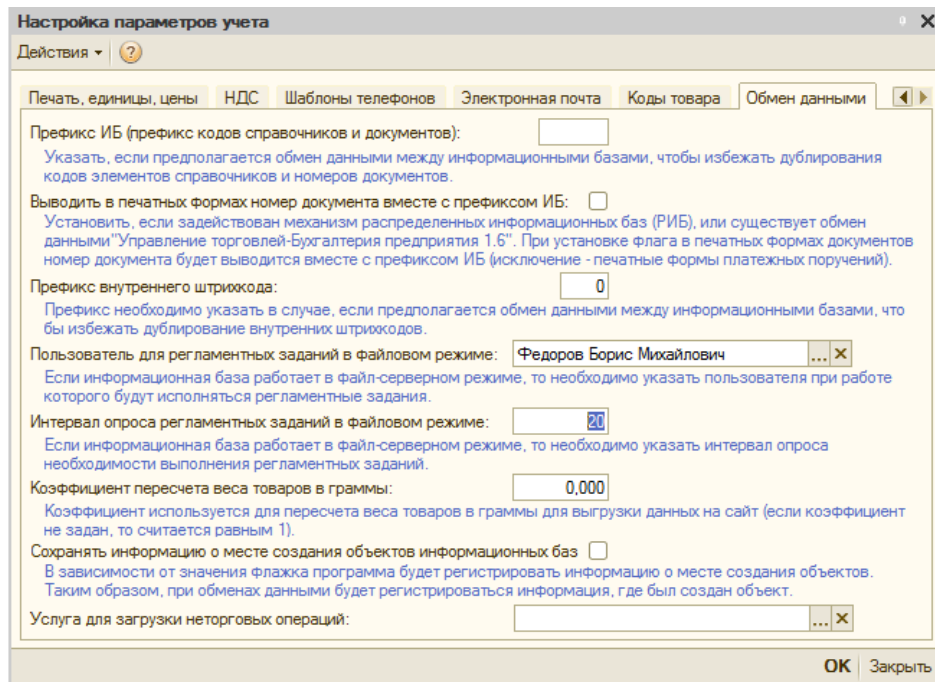 Настройка параметров учета
Действия
Печать, единицы, цены НДС Шаблоны телефонов Электронная почта Коды товара Обмен данными
Префикс ИБ (префикс кодов справочников и документов):
Указать, если предполагается обмен данными между информационными базами, чтобы избежать дублирования
кодов элементов справочников и номеров документов.
Выводить в печатных формах номер документа вместе с префиксом ИБ:
Установить, если задействован механизм распределенных информационных баз (РИБ), или существует обмен
данными"Управление торговлей-Бухгалтерия предприятия 1.6". При установке флага в печатных формах документов
номер документа будет выводится вместе с префиксом ИБ (исключение - печатные формы платежных поручений).
Префикс внутреннего штрихкода: 0
Префикс необходимо указать в случае, если предполагается обмен данными между информационными базами, что
бы избежать дублирование внутренних штрихкодов.
Пользователь для регламентных заданий в файловом режиме: Федоров Борис Михайлович ...
Если информационная база работает в файл-серверном режиме, то необходимо указать пользователя при работе
которого будут исполняться регламентные задания.
Интервал опроса регламентных заданий в файловом режиме: 20
Если информационная база работает в файл-серверном режиме, то необходимо указать интервал опроса
необходимости выполнения регламентных заданий.
Коэффициент пересчета веса товаров в граммы: 0,000
Коэффициент используется для пересчета веса товаров в граммы для выгрузки данных на сайт (если коэффициент
не задан, то считается равным 1).
Сохранять информацию о месте создания объектов информационных баз
В зависимости от значения флажка программа будет регистрировать информацию о месте создания объектов.
Таким образом, при обменах данными будет регистрироваться информация, где был создан объект.
Услуга для загрузки неторговых операций: ...
OK Закрыть